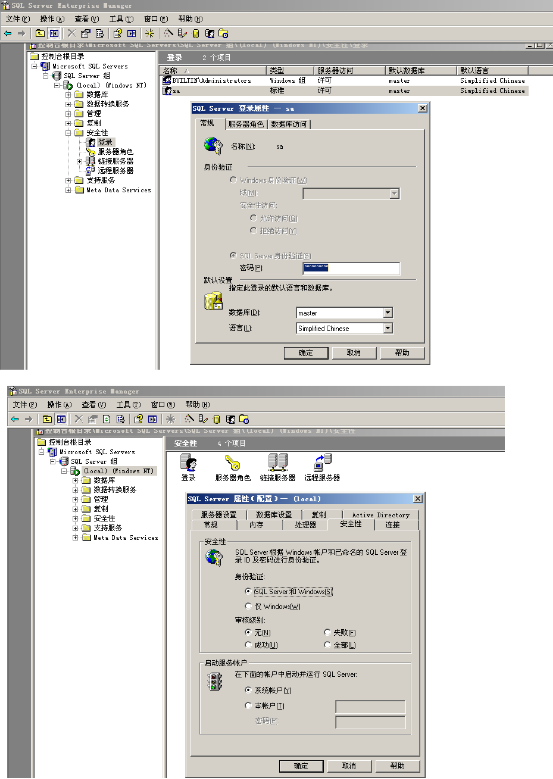 SQL Server Enterprise Manager
文件(F) 操作(A) 查看(V) 工具(T) 窗口(W) 帮助(H)
控制台根目录\Microsoft SQL Servers\SQL Server 组\(local) (Windows NT)\安全性\登录
控制台根目录
Microsoft SQL Servers
SQL Server 组
(local) (Windows NT)
数据库
数据转换服务
管理
复制
安全性
登录
服务器角色
链接服务器
远程服务器
支持服务
Meta Data Services
登录 2 个项目
名称 类型 服务器访问 默认数据库 默认语言
BUILTIN\Administrators Windows 组 许可 master Simplified Chinese
sa 标准 许可 master Simplified Chinese
SQL Server 登录属性 - sa
常规 服务器角色 数据库访问
名称(N): sa
身份验证
Windows 身份验证(W)
域(M):
安全性访问:
允许访问(G)
拒绝访问(Y)
SQL Server 身份验证(S)
密码(P) **********
默认设置
指定此登录的默认语言和数据库。
数据库(D): master
语言(L): Simplified Chinese
确定 取消 帮助
SQL Server Enterprise Manager
文件(F) 操作(A) 查看(V) 工具(T) 窗口(W) 帮助(H)
控制台根目录\Microsoft SQL Servers\SQL Server 组\(local) (Windows NT)\安全性
控制台根目录
Microsoft SQL Servers
SQL Server 组
(local) (Windows NT)
数据库
数据转换服务
管理
复制
安全性
支持服务
Meta Data Services
安全性 4 个项目
登录 服务器角色 链接服务器 远程服务器
SQL Server 属性(配置) - (local)
服务器设置 数据库设置 复制 Active Directory
常规 内存 处理器 安全性 连接
安全性
SQL Server 根据 Windows 帐户和已命名的 SQL Server 登
录 ID 及密码进行身份验证。
身份验证:
SQL Server 和 Windows(S)
仅 Windows(W)
审核级别:
无(N) 失败(F)
成功(U) 全部(L)
启动服务帐户
在下面的帐户中启动并运行 SQL Server:
系统帐户(Y)
本帐户(T)
密码(P)
确定 取消 帮助